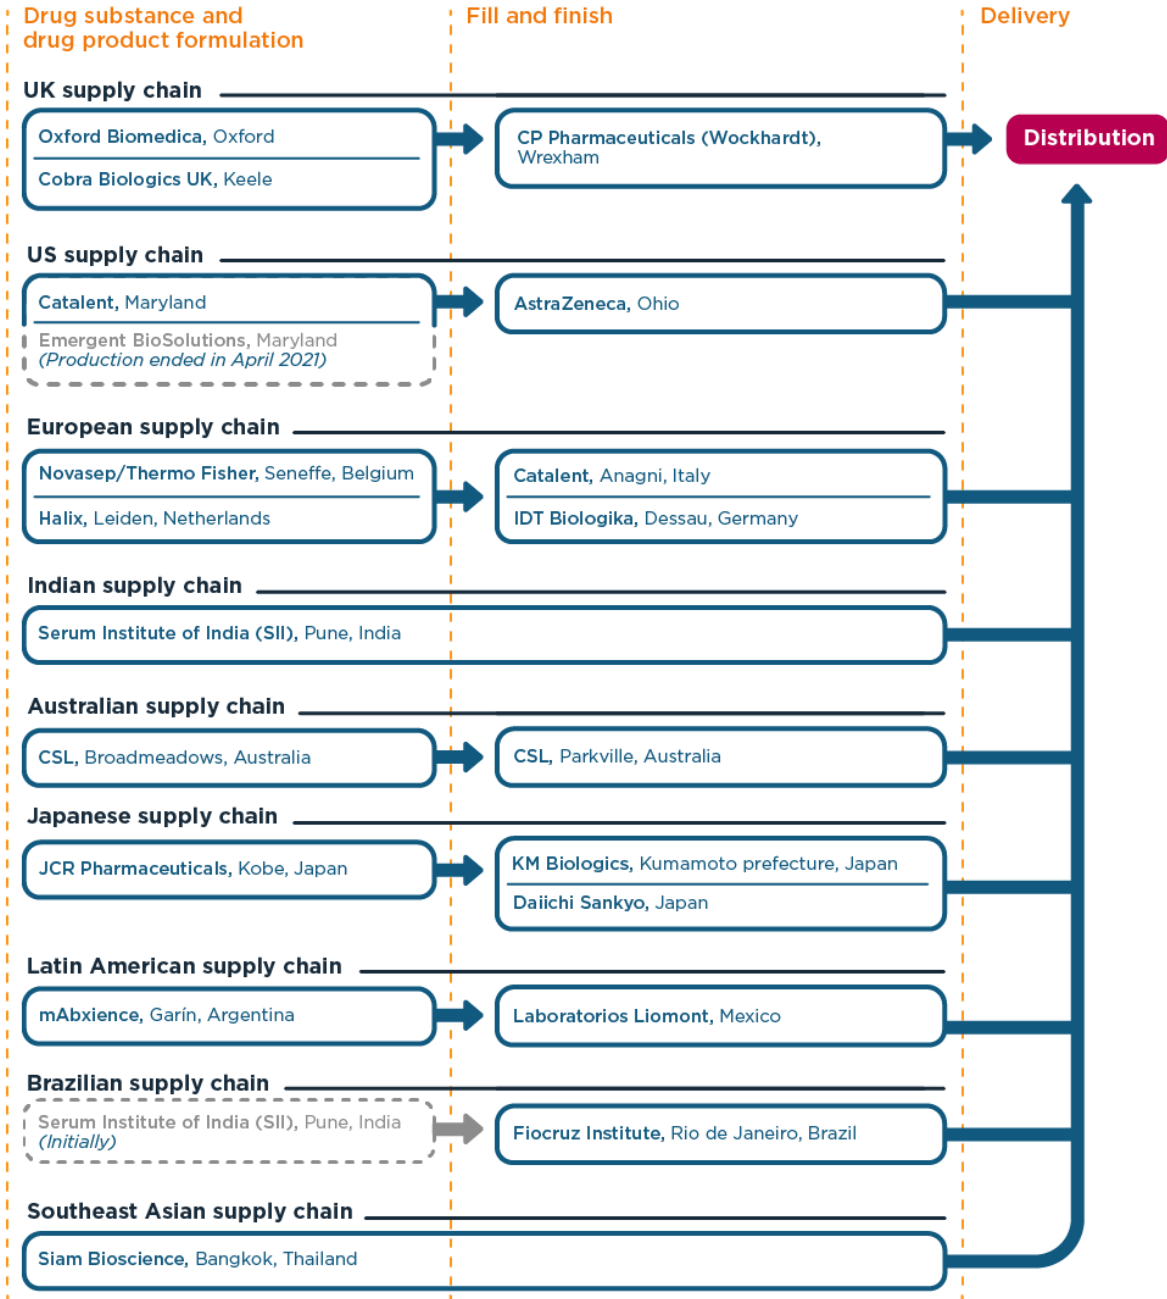 Drug substance and
drug product formulation
Fill and finish
Delivery
UK supply chain
Oxford Biomedica, Oxford
Cobra Biologics UK, Keele
CP Pharmaceuticals (Wockhardt),
Wrexham
Distribution
US supply chain
Catalent, Maryland
Emergent BioSolutions, Maryland
(Production ended in April 2021)
AstraZeneca, Ohio
European supply chain
Novasep/Thermo Fisher, Seneffe, Belgium
Halix, Leiden, Netherlands
Catalent, Anagni, Italy
IDT Biologika, Dessau, Germany
Indian supply chain
Serum Institute of India (SII), Pune, India
Australian supply chain
CSL, Broadmeadows, Australia
CSL, Parkville, Australia
Japanese supply chain
JCR Pharmaceuticals, Kobe, Japan
KM Biologics, Kumamoto prefecture, Japan
Daiichi Sankyo, Japan
Latin American supply chain
mAbxience, Garín, Argentina
Laboratorios Liomont, Mexico
Brazilian supply chain
Serum Institute of India (SII), Pune, India
(Initially)
Fiocruz Institute, Rio de Janeiro, Brazil
Southeast Asian supply chain
Siam Bioscience, Bangkok, Thailand